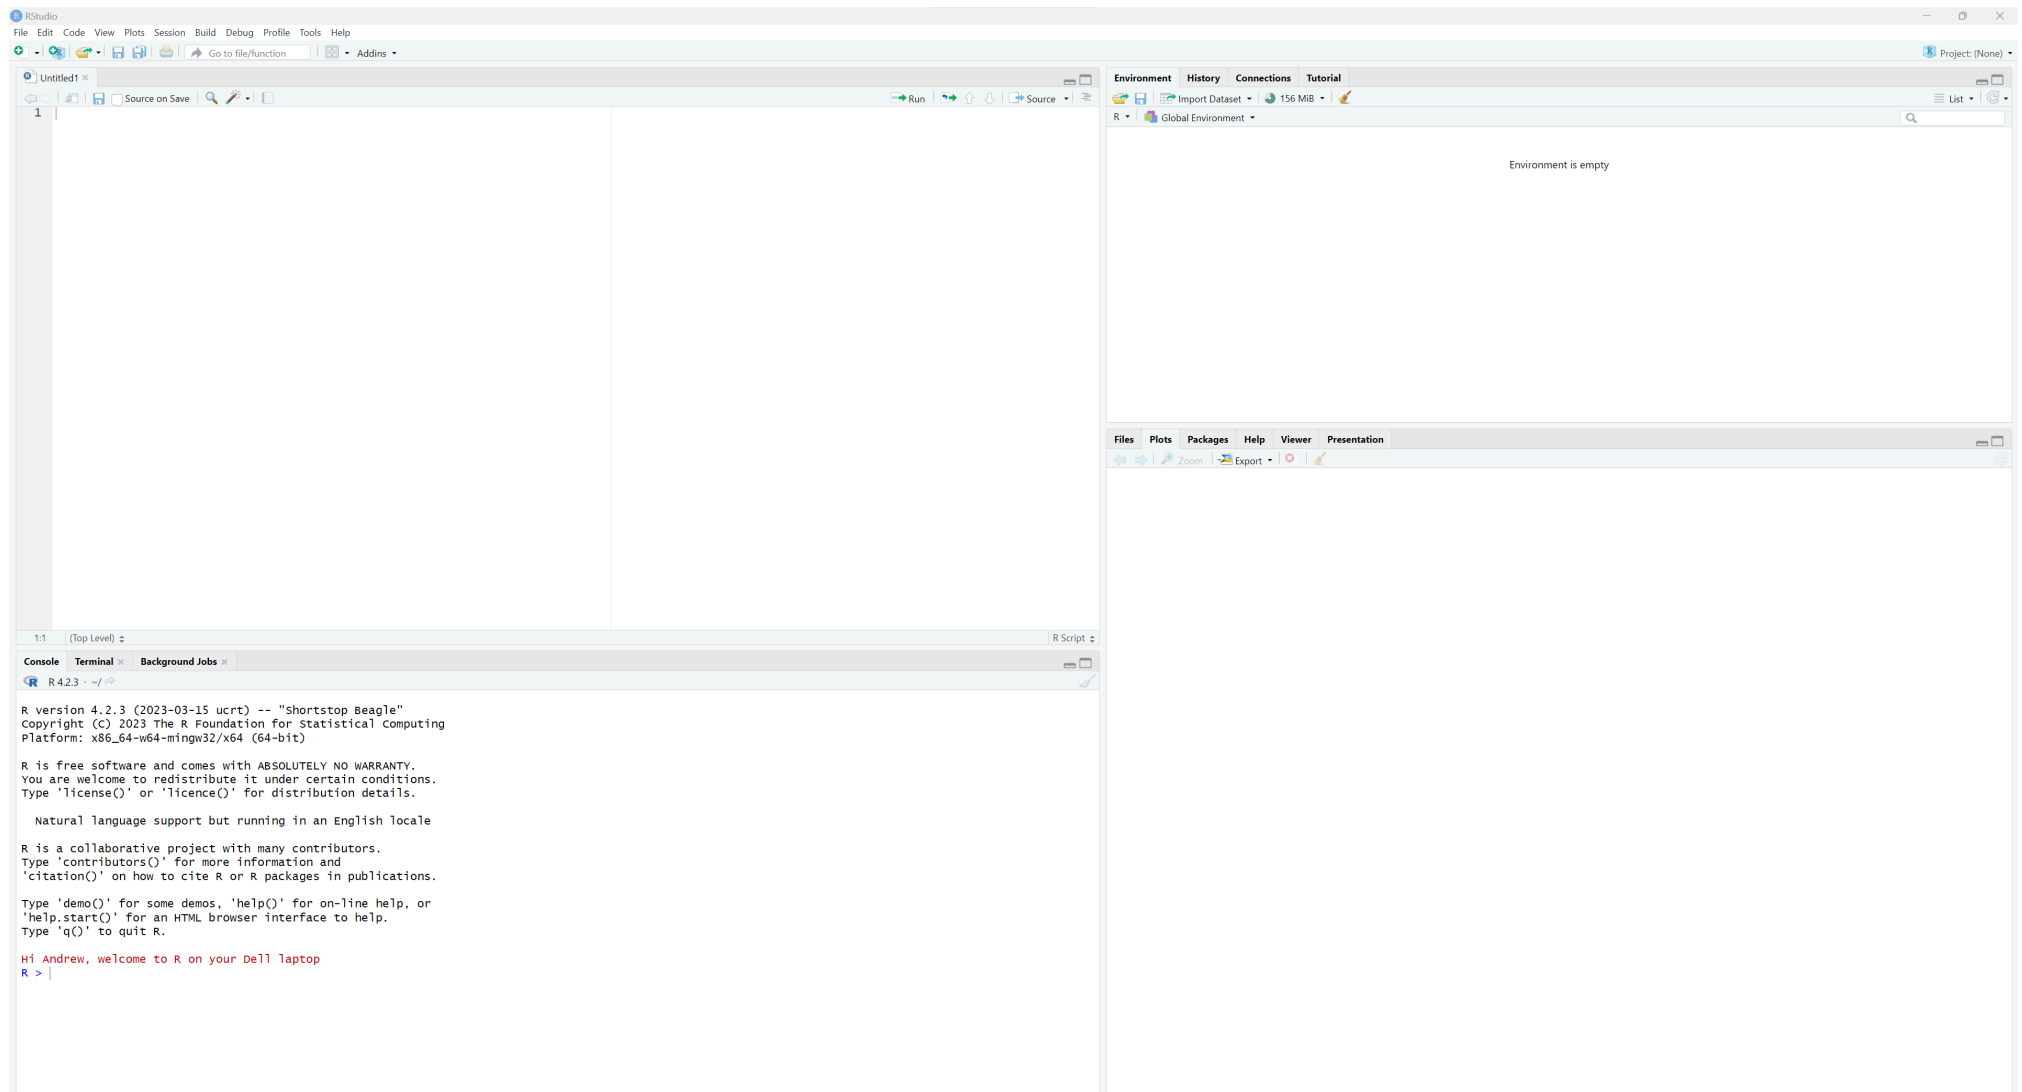 RStudio
File Edit Code View Plots Session Build Debug Profile Tools Help
Go to file/function Addins Project: (None)
Untitled1
Source on Save Run Source
1
1:1 (Top Level) R Script
Console Terminal Background Jobs
R 4.2.3 · ~/
R version 4.2.3 (2023-03-15 ucrt) -- "Shortstop Beagle"
Copyright (C) 2023 The R Foundation for Statistical Computing
Platform: x86_64-w64-mingw32/x64 (64-bit)
R is free software and comes with ABSOLUTELY NO WARRANTY.
You are welcome to redistribute it under certain conditions.
Type 'license()' or 'licence()' for distribution details.
Natural language support but running in an English locale
R is a collaborative project with many contributors.
Type 'contributors()' for more information and
'citation()' on how to cite R or R packages in publications.
Type 'demo()' for some demos, 'help()' for on-line help, or
'help.start()' for an HTML browser interface to help.
Type 'q()' to quit R.
Hi Andrew, welcome to R on your Dell laptop
R >
Environment History Connections Tutorial
Import Dataset 156 MiB List
R Global Environment
Environment is empty
Files Plots Packages Help Viewer Presentation
Zoom Export